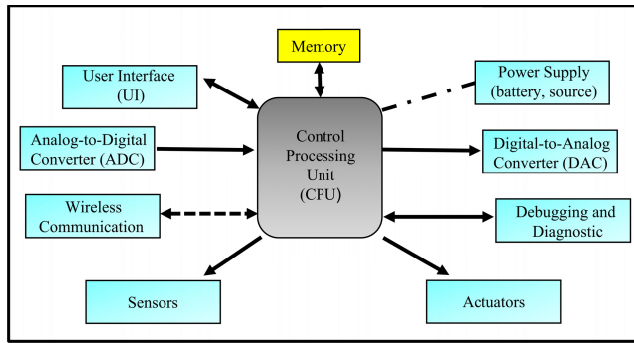 Memory
User Interface
(UI)
Power Supply
(battery, source)
Analog-to-Digital
Converter (ADC)
Control
Processing
Unit
(CPU)
Digital-to-Analog
Converter (DAC)
Wireless
Communication
Debugging and
Diagnostic
Sensors
Actuators